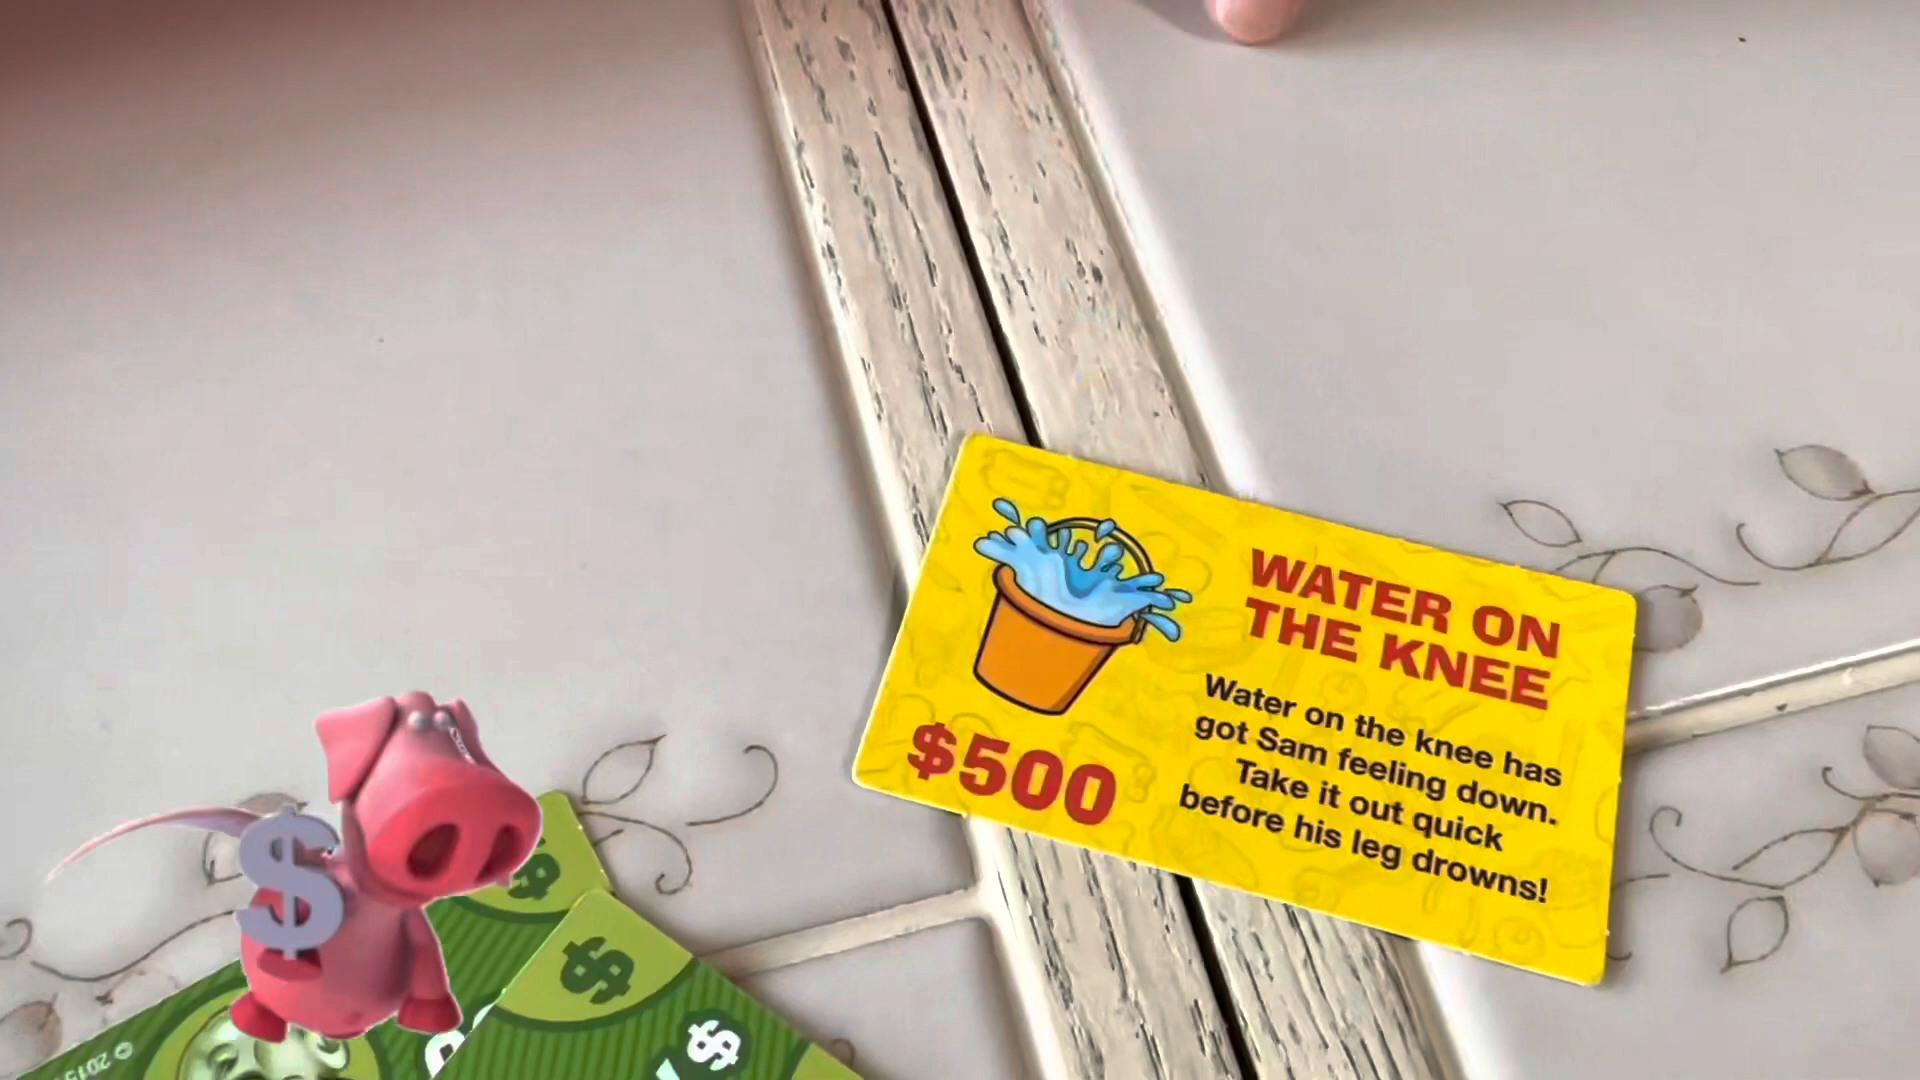 WATER ON
THE KNEE
Water on the knee has
got Sam feeling down.
Take it out quick
before his leg drowns!
$500
$
$
$
$
© 2015